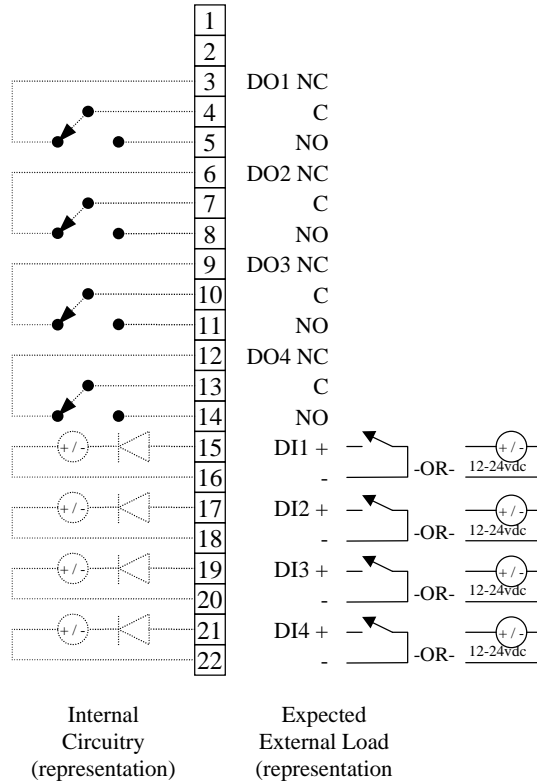 1
2
3 DO1 NC
4 C
5 NO
6 DO2 NC
7 C
8 NO
9 DO3 NC
10 C
11 NO
12 DO4 NC
13 C
14 NO
+ / - 15 DI1 + + / -
16 - -OR- 12-24vdc
+ / - 17 DI2 + + / -
18 - -OR- 12-24vdc
+ / - 19 DI3 + + / -
20 - -OR- 12-24vdc
+ / - 21 DI4 + + / -
22 - -OR- 12-24vdc
Internal Expected
Circuitry External Load
(representation) (representation